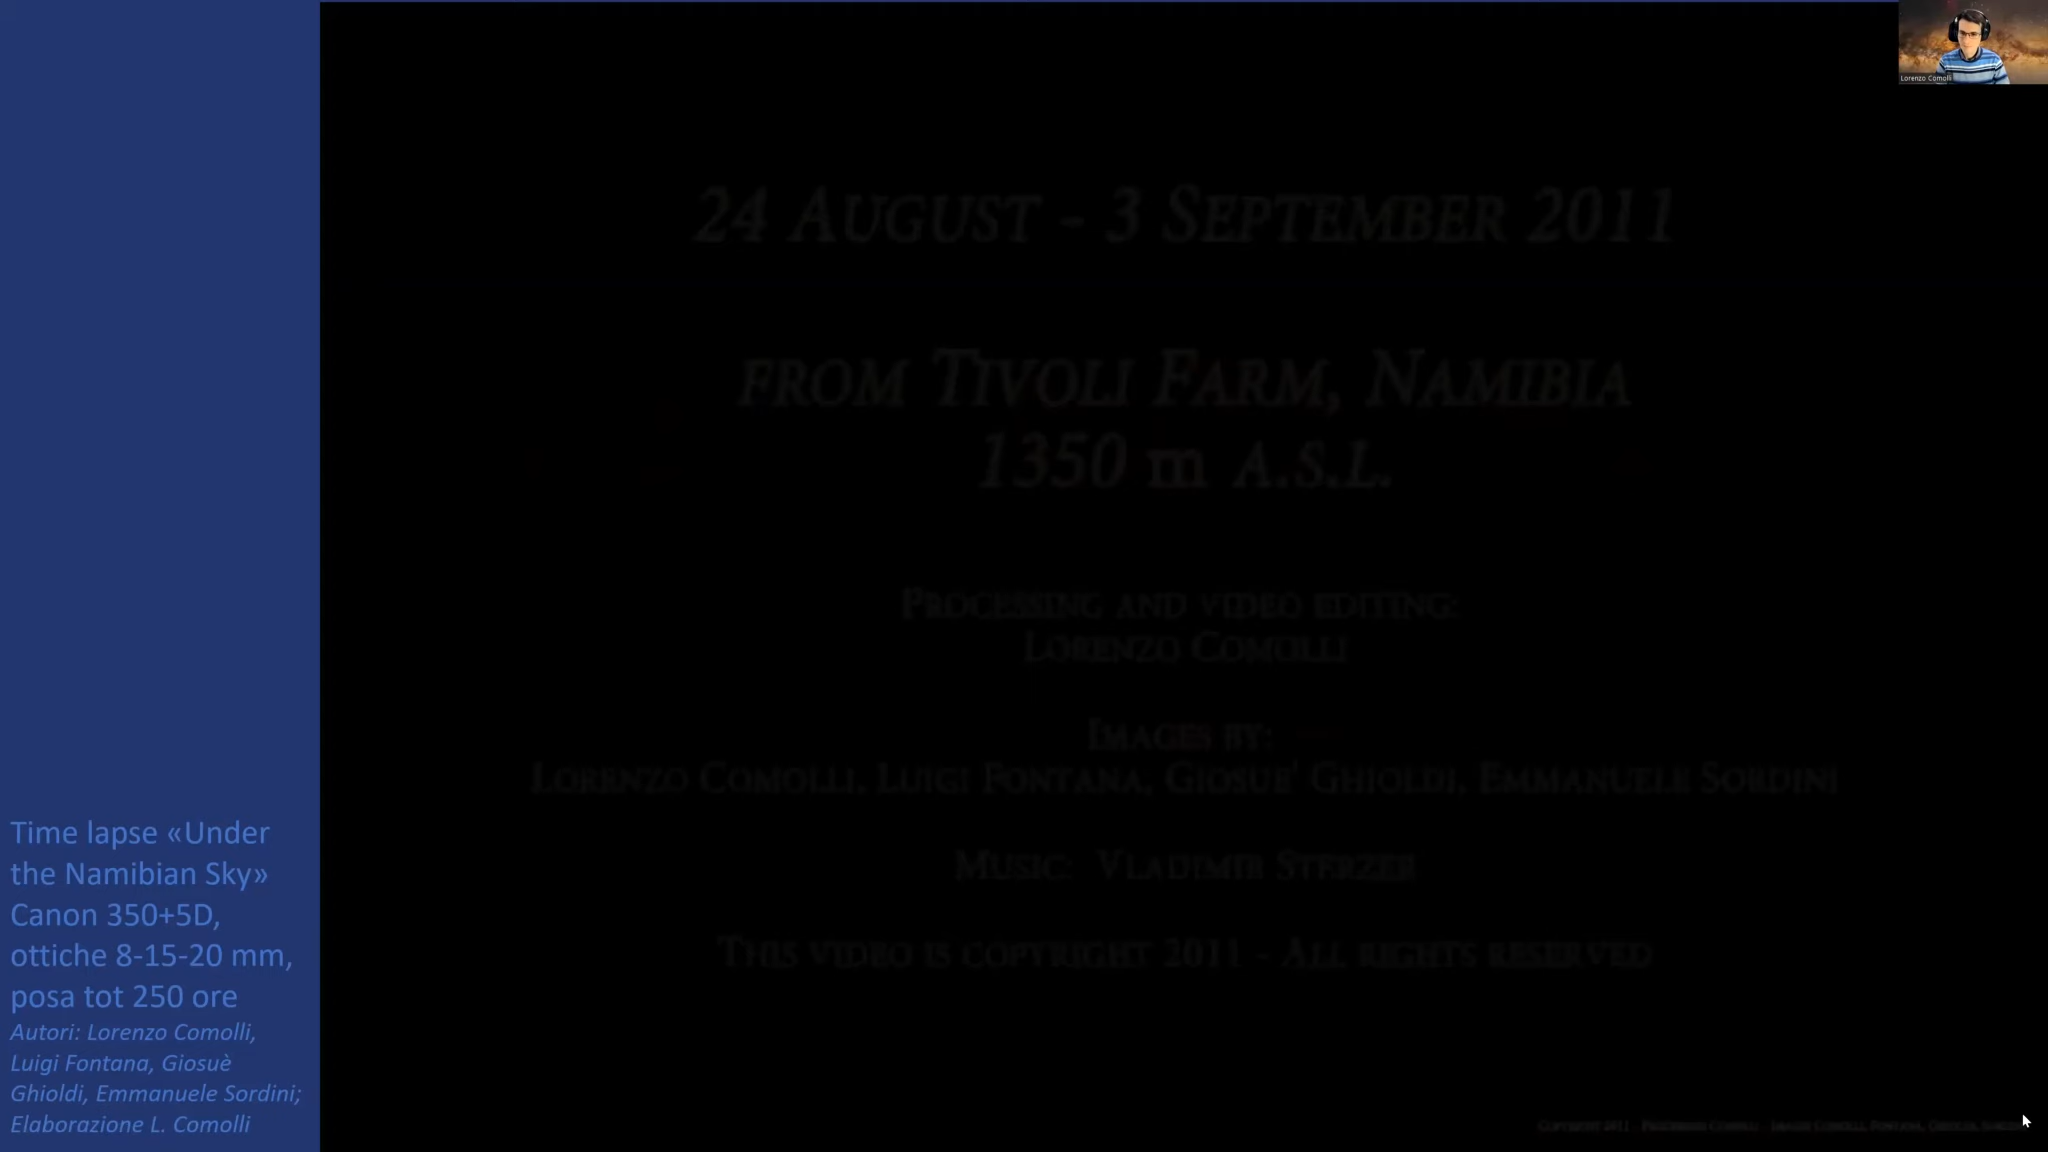 Lorenzo Comolli
24 AUGUST - 3 SEPTEMBER 2011
FROM TIVOLI FARM, NAMIBIA
1350 m A.S.L.
PROCESSING AND VIDEO EDITING:
LORENZO COMOLLI
IMAGES BY:
LORENZO COMOLLI, LUIGI FONTANA, GIOSUE' GHIOLDI, EMMANUELE SORDINI
MUSIC: VLADIMIR STERZER
THIS VIDEO IS COPYRIGHT 2011 - ALL RIGHTS RESERVED
Time lapse «Under
the Namibian Sky»
Canon 350+5D,
ottiche 8-15-20 mm,
posa tot 250 ore
Autori: Lorenzo Comolli,
Luigi Fontana, Giosuè
Ghioldi, Emmanuele Sordini;
Elaborazione L. Comolli